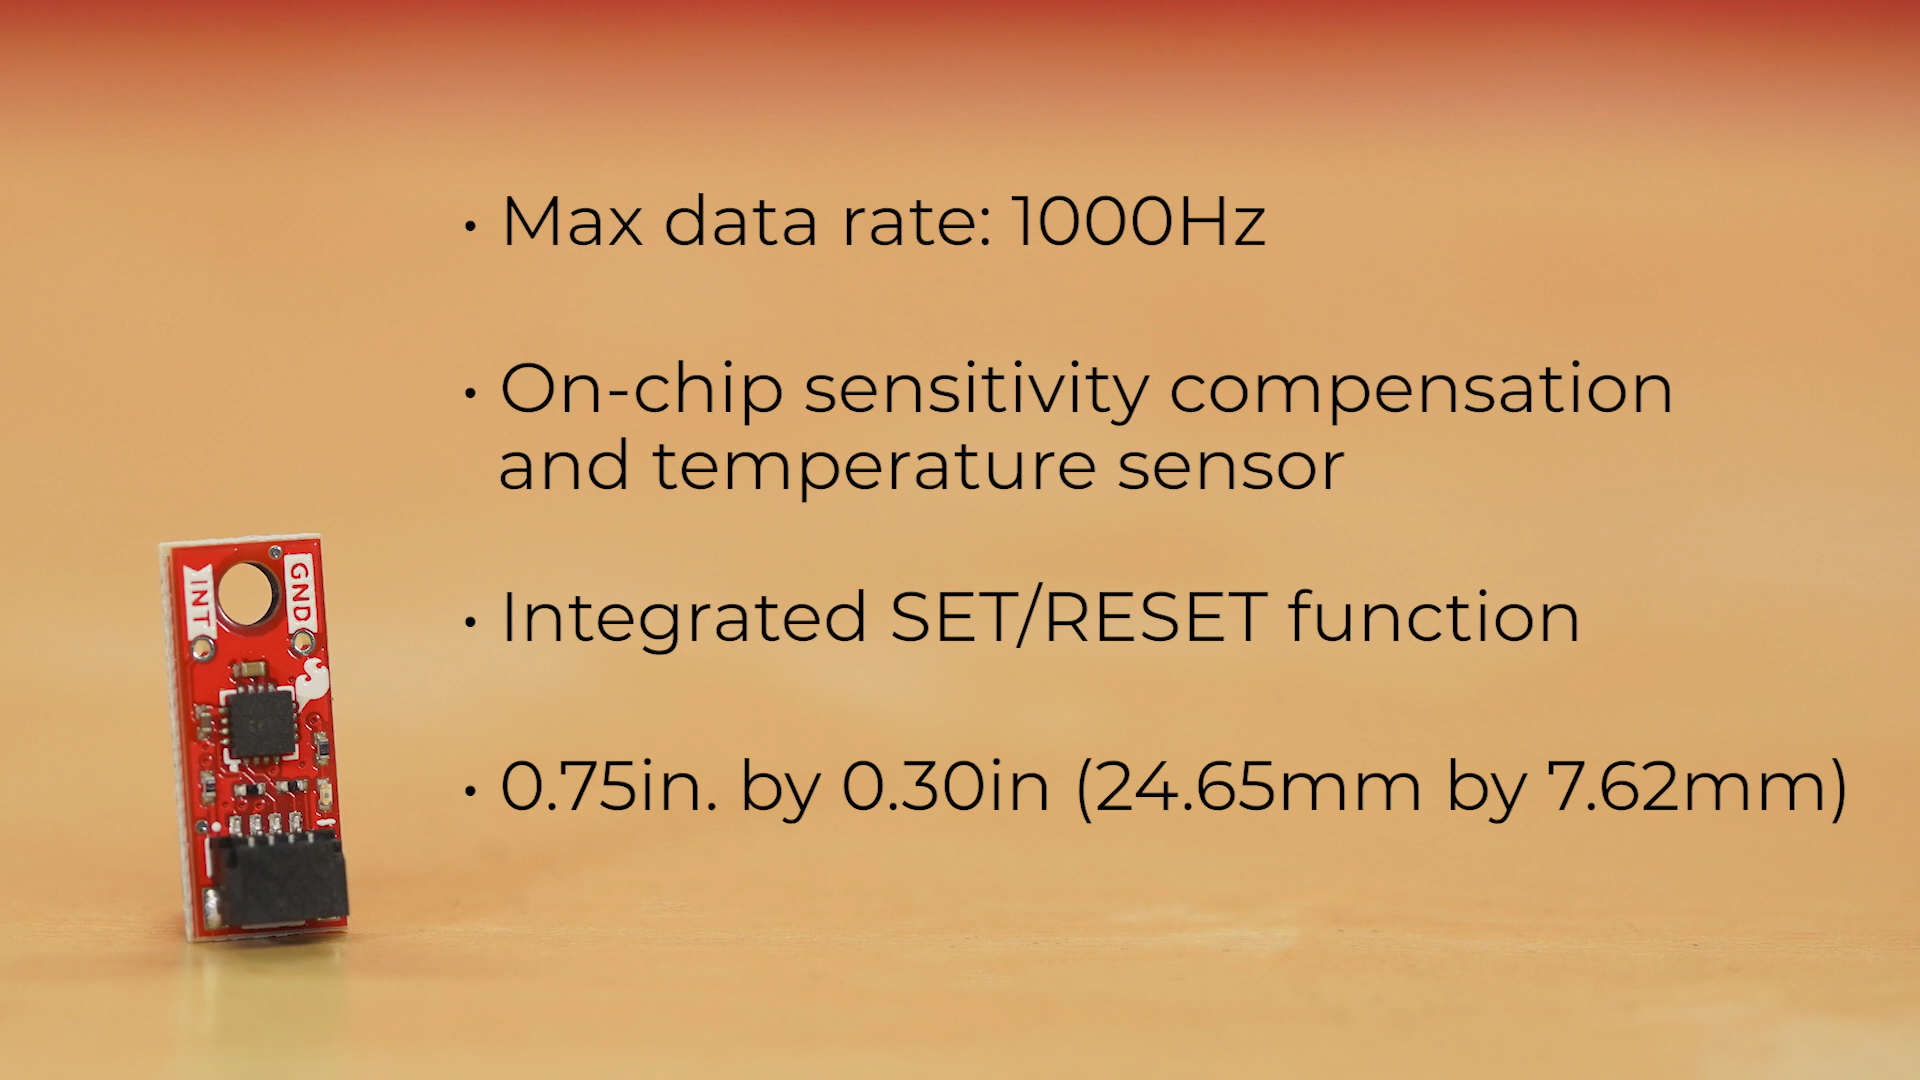 • Max data rate: 1000Hz
• On-chip sensitivity compensation
and temperature sensor
• Integrated SET/RESET function
• 0.75in. by 0.30in (24.65mm by 7.62mm)
INT
GND